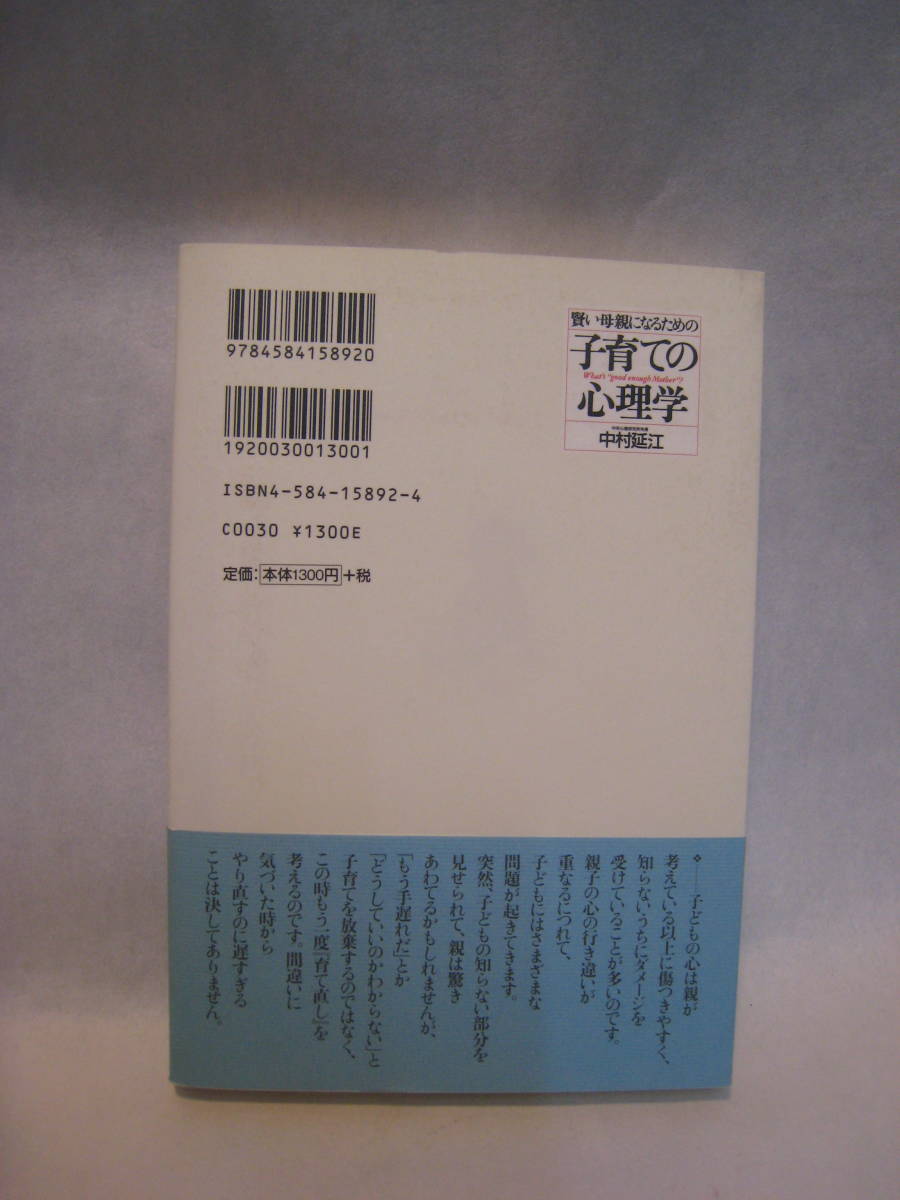 9784584158920
1920030013001
ISBN4-584-15892-4
C0030 ¥1300E
定価：本体1300円＋税
賢い母親になるための
子育ての
What's "good enough Mother"?
心理学
中村延江
❖――子どもの心は親が
考えている以上に傷つきやすく、
知らないうちにダメージを
受けていることが多いのです。
親子の心の行き違いが
重なるにつれて、
子どもにはさまざまな
問題が起きてきます。
突然、子どもの知らない部分を
見せられて、親は驚き
あわてるかもしれませんが、
「もう手遅れだ」とか
「どうしていいのかわからない」と
子育てを放棄するのではなく、
この時もう一度『育て直し』を
考えるのです。間違いに
気づいた時から
やり直すのに遅すぎる
ことは決してありません。